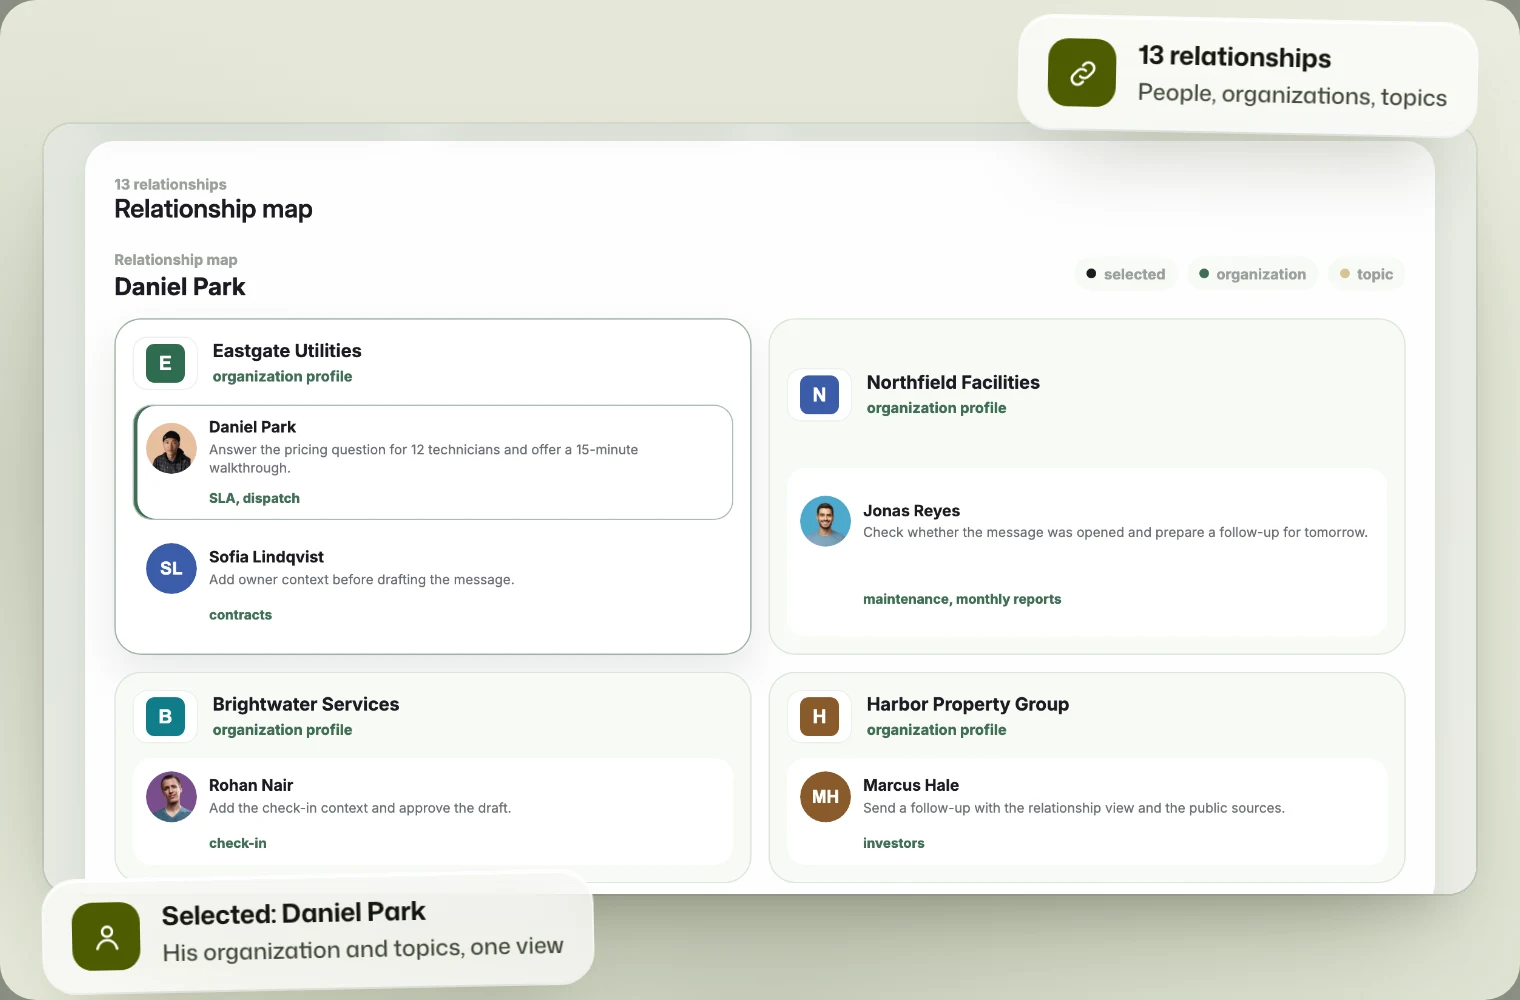 13 relationships
People, organizations, topics
13 relationships
Relationship map
Relationship map
Daniel Park
selected
organization
topic
E
Eastgate Utilities
organization profile
Daniel Park
Answer the pricing question for 12 technicians and offer a 15-minute
walkthrough.
SLA, dispatch
SL
Sofia Lindqvist
Add owner context before drafting the message.
contracts
N
Northfield Facilities
organization profile
Jonas Reyes
Check whether the message was opened and prepare a follow-up for tomorrow.
maintenance, monthly reports
B
Brightwater Services
organization profile
Rohan Nair
Add the check-in context and approve the draft.
check-in
H
Harbor Property Group
organization profile
MH
Marcus Hale
Send a follow-up with the relationship view and the public sources.
investors
Selected: Daniel Park
His organization and topics, one view